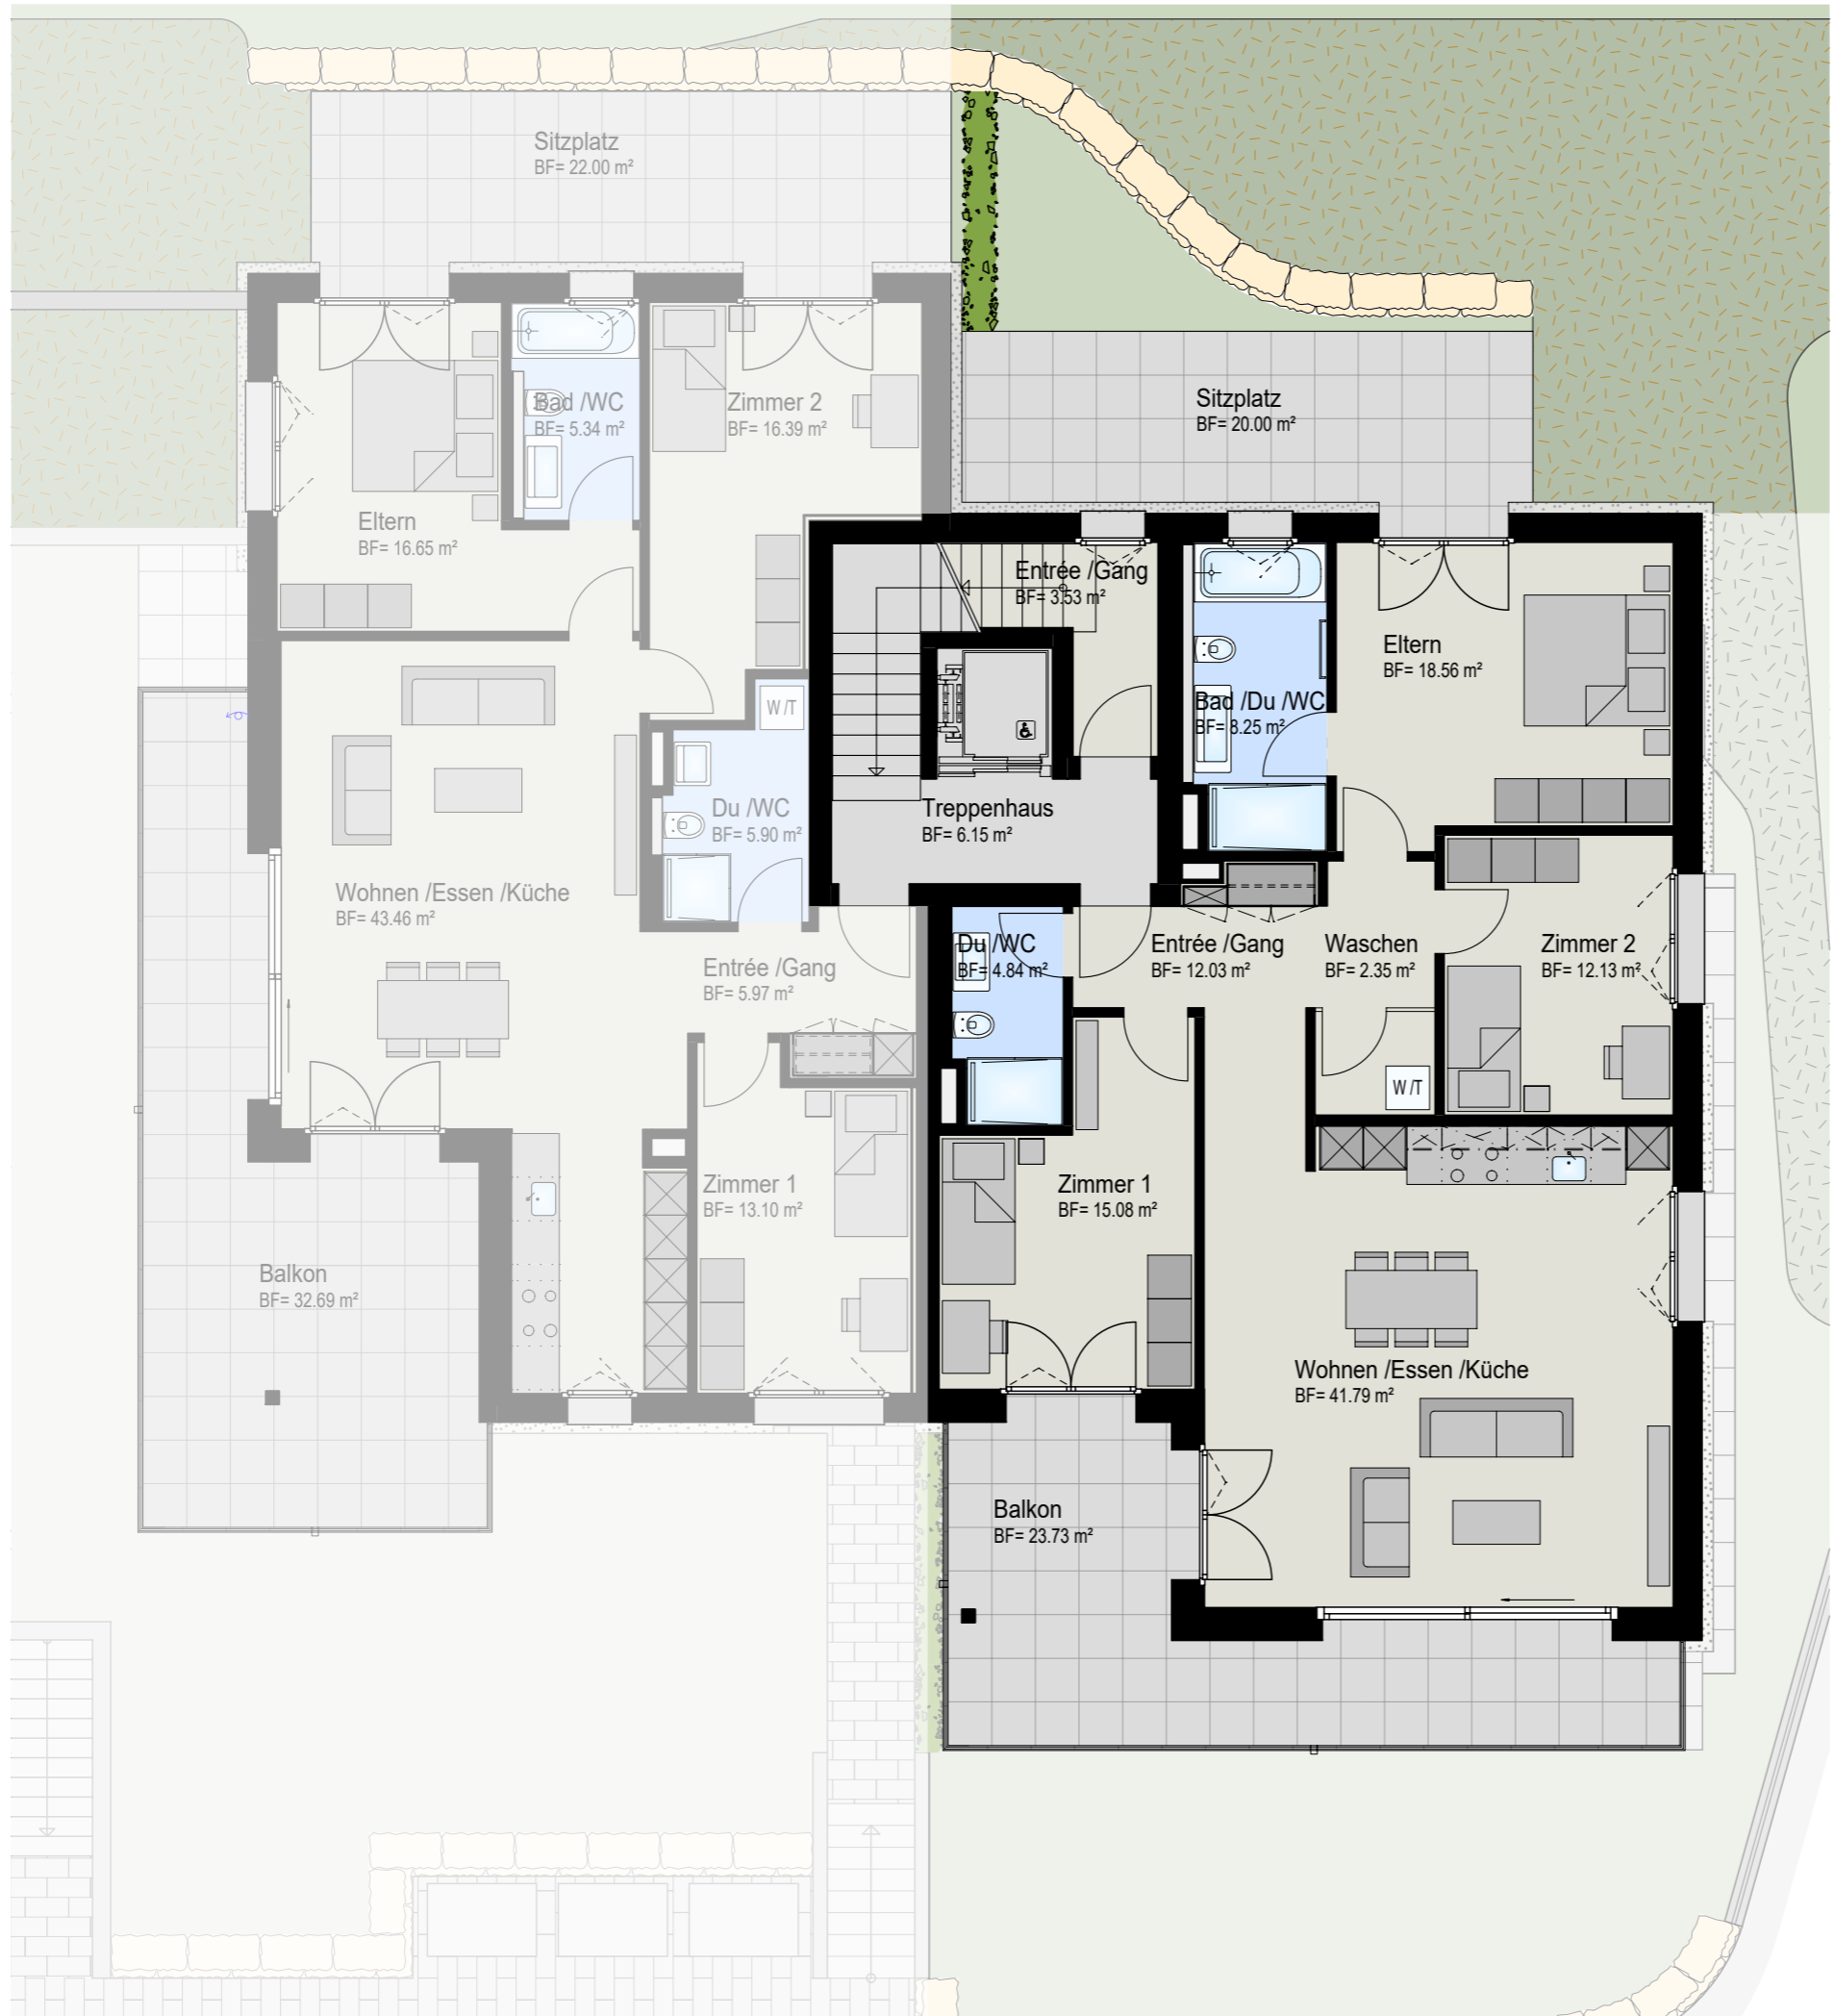 Sitzplatz
BF= 22.00 m²
Sitzplatz
BF= 20.00 m²
Bad /WC
BF= 5.34 m²
Zimmer 2
BF= 16.39 m²
Eltern
BF= 16.65 m²
Entrée /Gang
BF= 3.53 m²
Eltern
BF= 18.56 m²
Bad /Du /WC
BF= 8.25 m²
W /T
Du /WC
BF= 5.90 m²
Treppenhaus
BF= 6.15 m²
Wohnen /Essen /Küche
BF= 43.46 m²
Entrée /Gang
BF= 5.97 m²
Du /WC
BF= 4.84 m²
Entrée /Gang
BF= 12.03 m²
Waschen
BF= 2.35 m²
Zimmer 2
BF= 12.13 m²
W /T
Zimmer 1
BF= 13.10 m²
Zimmer 1
BF= 15.08 m²
Balkon
BF= 32.69 m²
Wohnen /Essen /Küche
BF= 41.79 m²
Balkon
BF= 23.73 m²